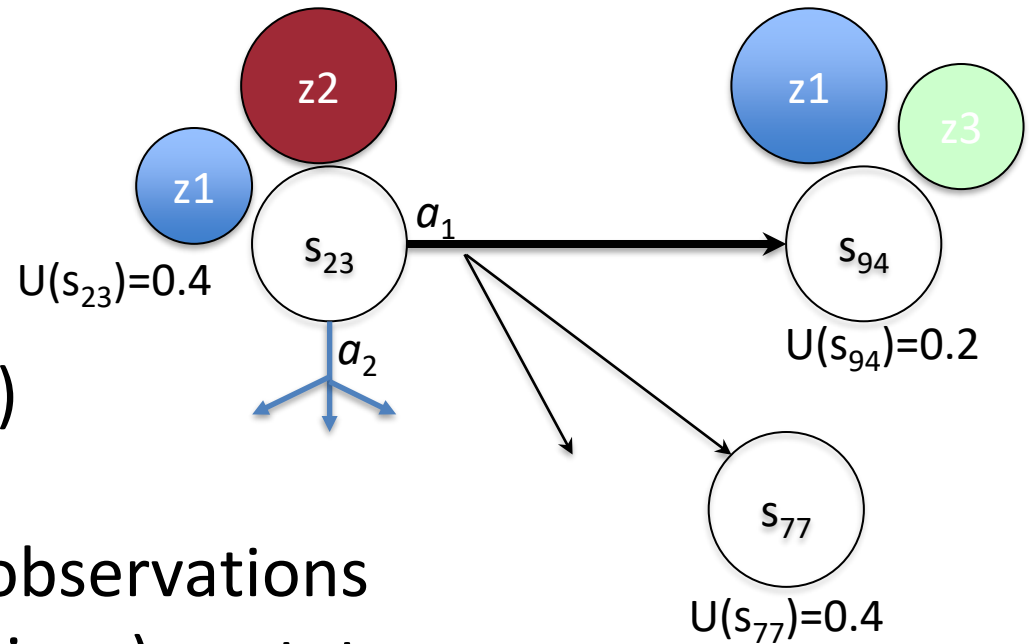 z2
z1
z3
z1
a₁
s₂₃
s₉₄
U(s₂₃)=0.4
U(s₉₄)=0.2
a₂
)
s₇₇
observations
U(s₇₇)=0.4